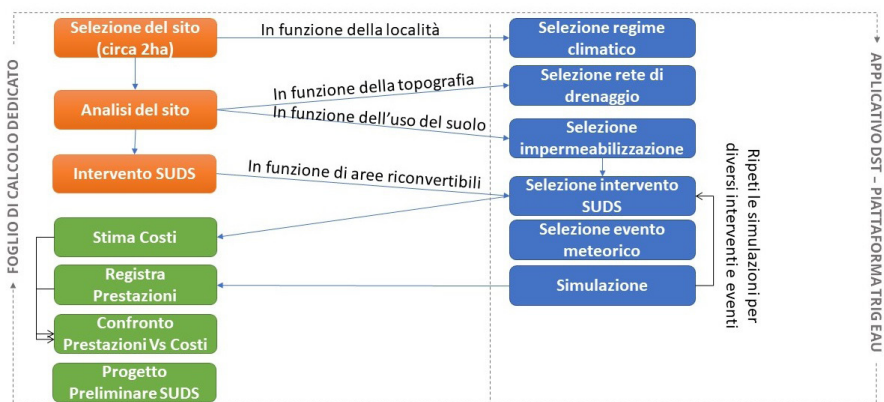 FOGLIO DI CALCOLO DEDICATO
Selezione del sito
(circa 2ha)
Analisi del sito
Intervento SUDS
Stima Costi
Registra
Prestazioni
Confronto
Prestazioni Vs Costi
Progetto
Preliminare SUDS
In funzione della località
In funzione della topografia
In funzione dell'uso del suolo
In funzione di aree riconvertibili
Selezione regime
climatico
Selezione rete di
drenaggio
Selezione
impermeabilizzazione
Selezione intervento
SUDS
Selezione evento
meteorico
Simulazione
Ripeti le simulazioni per
diversi interventi e eventi
APPLICATIVO DST – PIATTAFORMA TRIG EAU